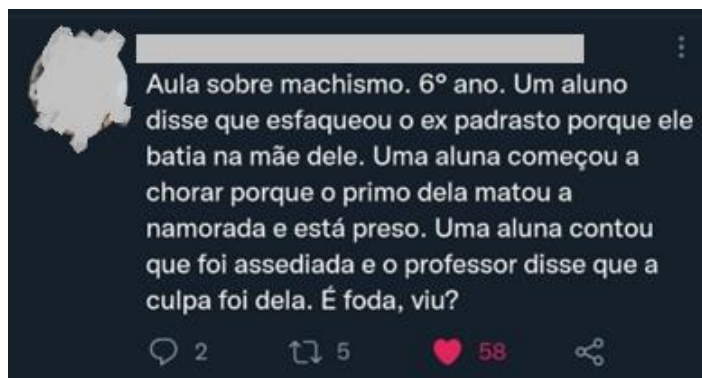 Aula sobre machismo. 6º ano. Um aluno
disse que esfaqueou o ex padrasto porque ele
batia na mãe dele. Uma aluna começou a
chorar porque o primo dela matou a
namorada e está preso. Uma aluna contou
que foi assediada e o professor disse que a
culpa foi dela. É foda, viu?
2 5 58